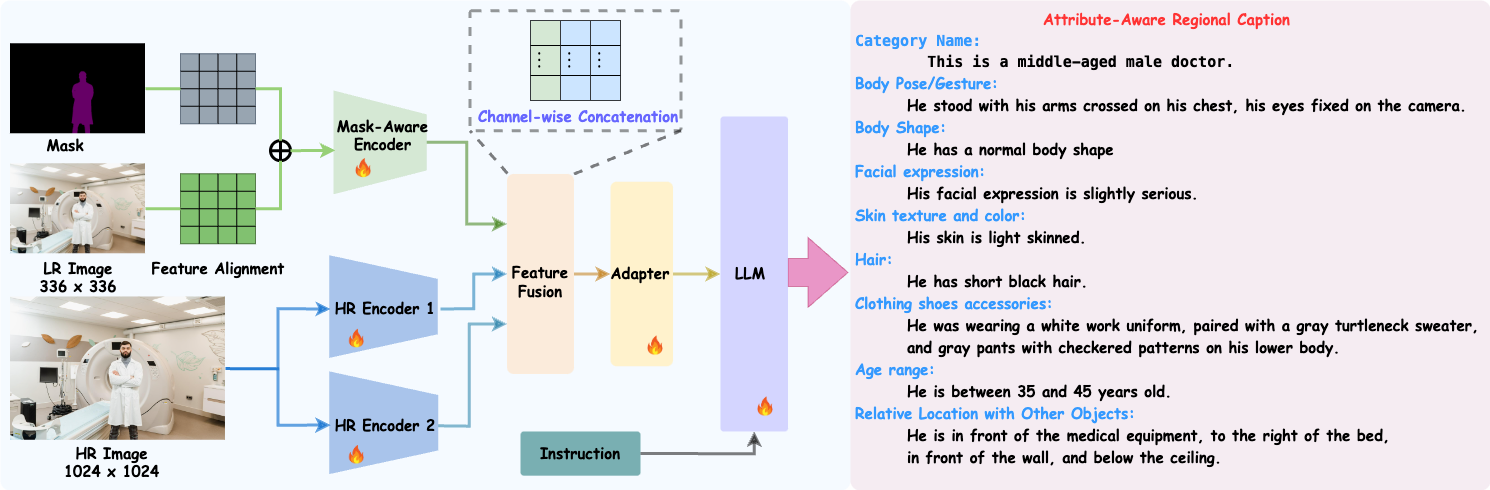 Mask
LR Image
336 x 336
Feature Alignment
HR Image
1024 x 1024
Mask-Aware
Encoder
HR Encoder 1
HR Encoder 2
Channel-wise Concatenation
Feature
Fusion
Adapter
LLM
Instruction
Attribute-Aware Regional Caption
Category Name:
This is a middle-aged male doctor.
Body Pose/Gesture:
He stood with his arms crossed on his chest, his eyes fixed on the camera.
Body Shape:
He has a normal body shape
Facial expression:
His facial expression is slightly serious.
Skin texture and color:
His skin is light skinned.
Hair:
He has short black hair.
Clothing shoes accessories:
He was wearing a white work uniform, paired with a gray turtleneck sweater,
and gray pants with checkered patterns on his lower body.
Age range:
He is between 35 and 45 years old.
Relative Location with Other Objects:
He is in front of the medical equipment, to the right of the bed,
in front of the wall, and below the ceiling.